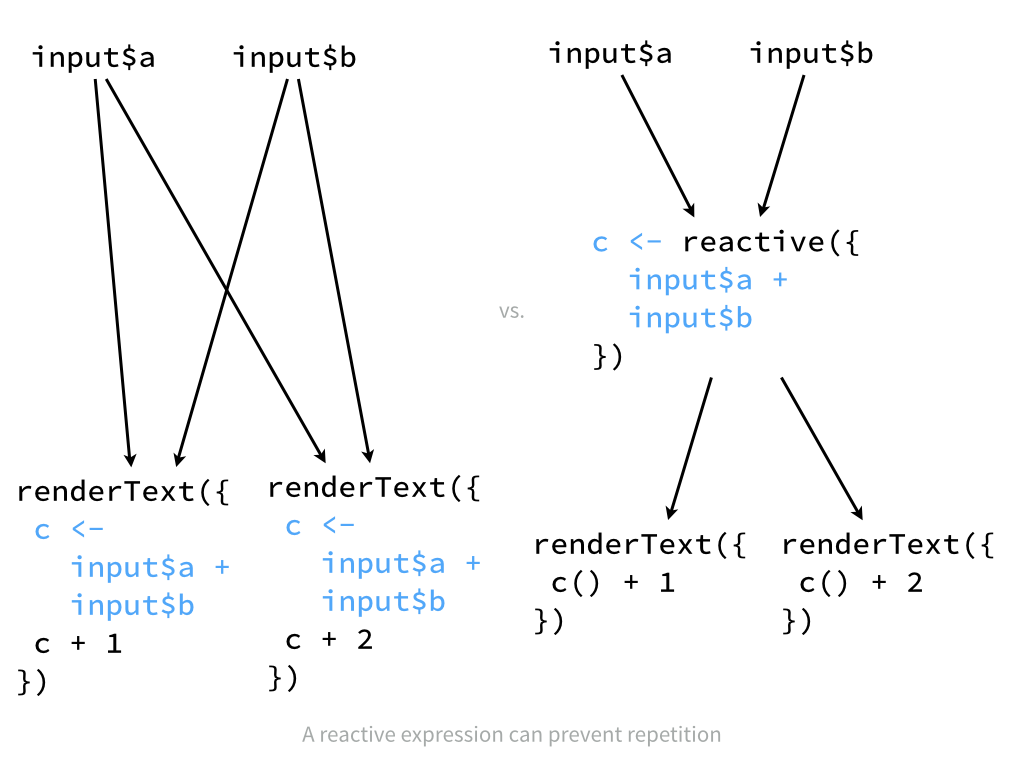 input$a input$b
renderText({
c <-
input$a +
input$b
c + 1
})
renderText({
c <-
input$a +
input$b
c + 2
})
vs.
input$a input$b
c <- reactive({
input$a +
input$b
})
renderText({
c() + 1
})
renderText({
c() + 2
})
A reactive expression can prevent repetition